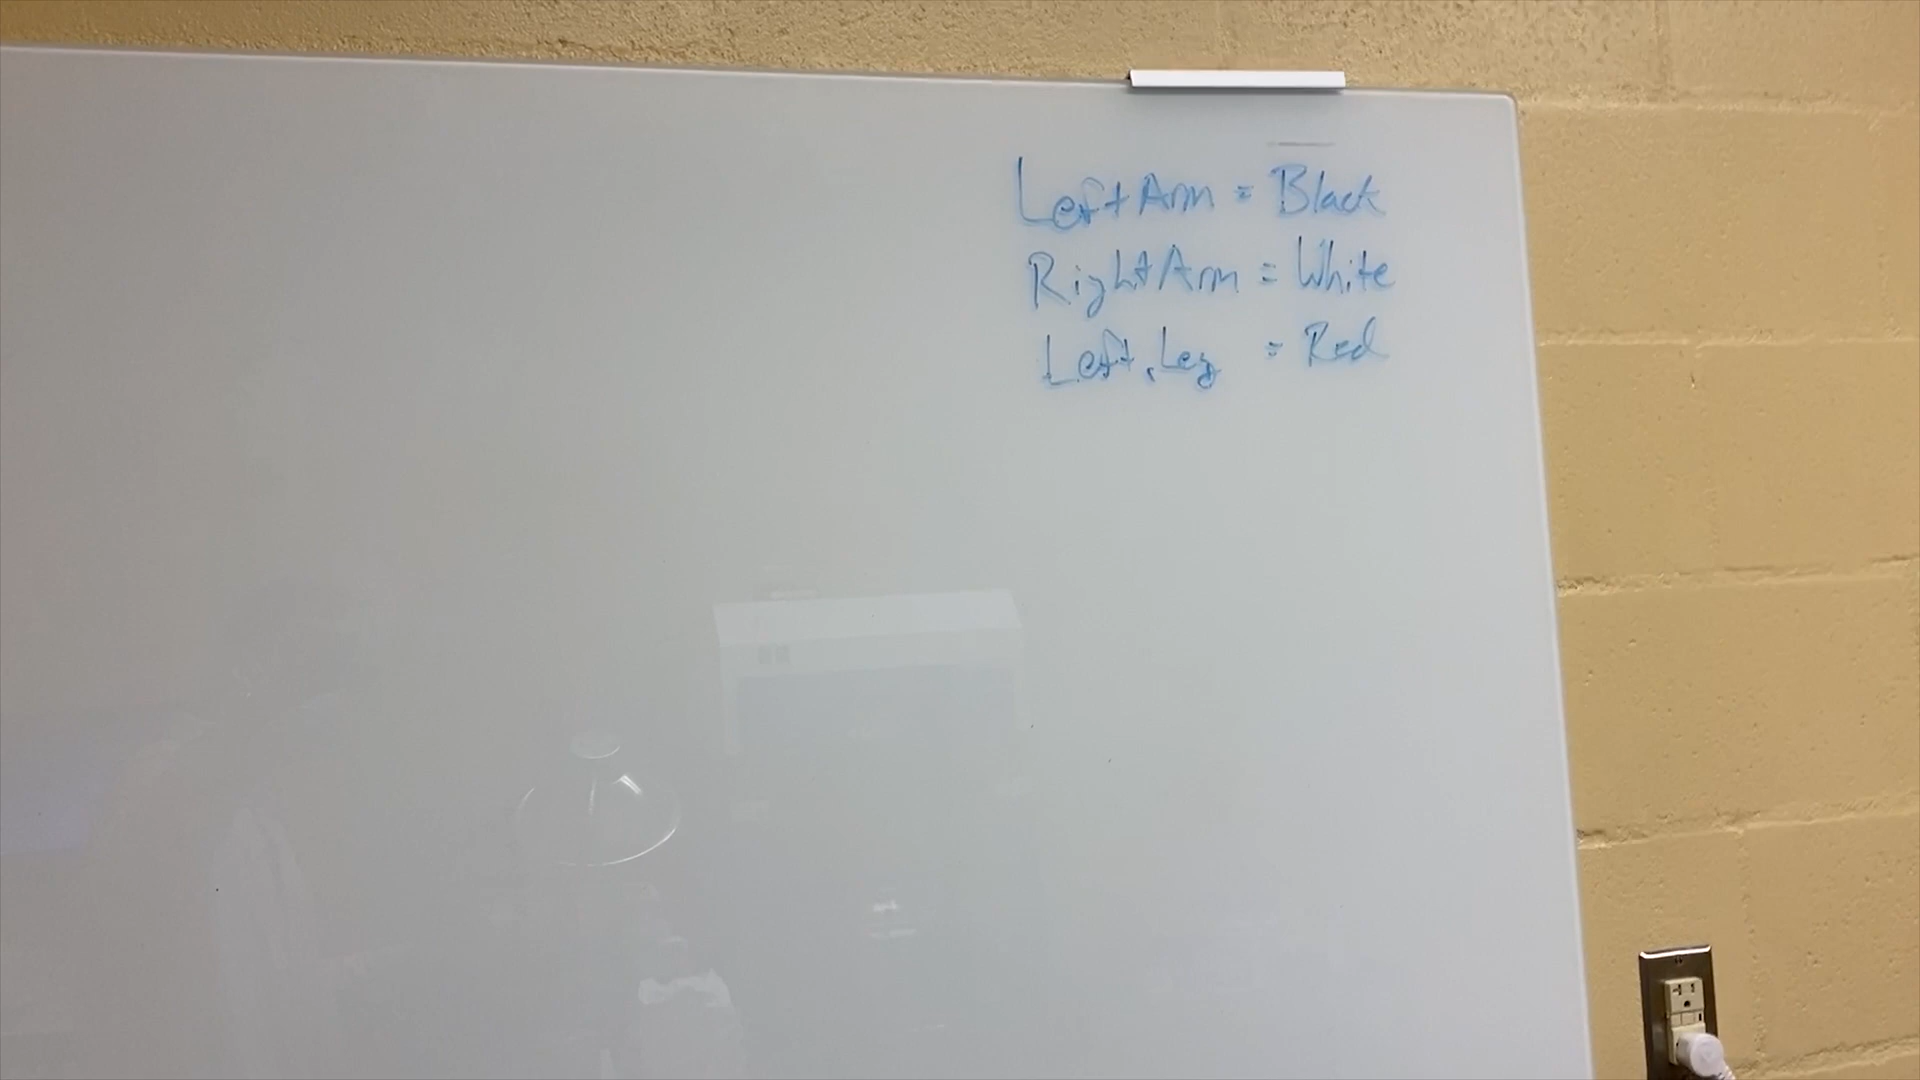 Left Arm = Black
Right Arm = White
Left Leg = Red